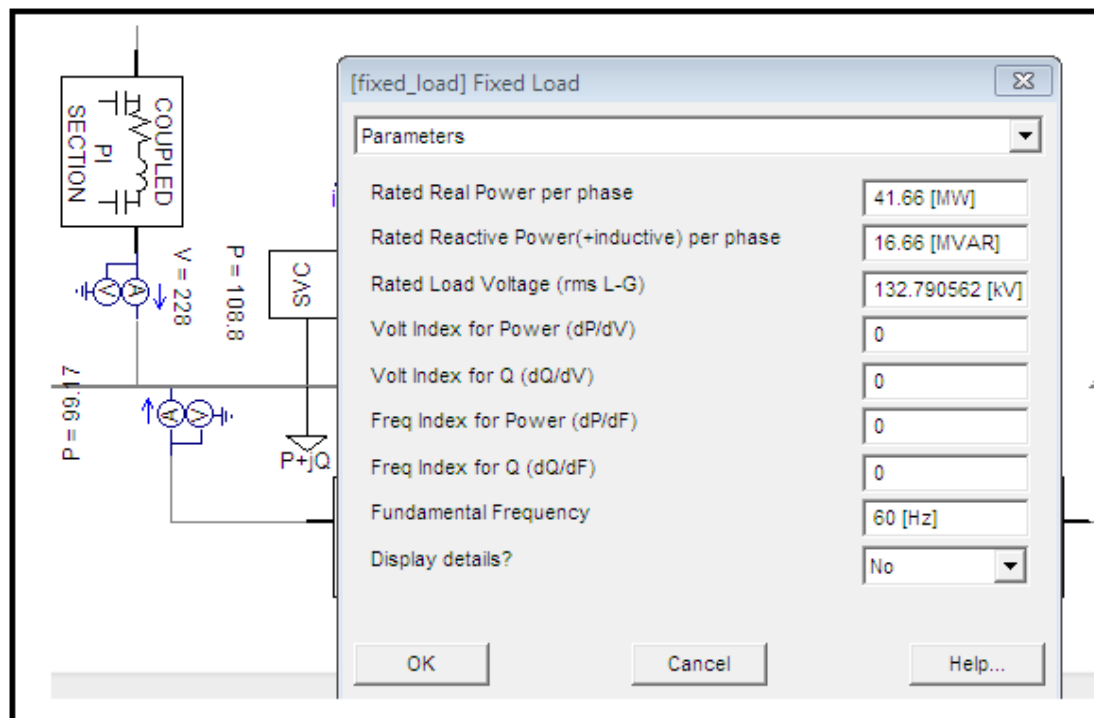 COUPLED
PI
SECTION
V = 228
P = 108.8
P = 99.17
A
V
A
V
SVC
P+jQ
[fixed_load] Fixed Load
Parameters
Rated Real Power per phase 41.66 [MW]
Rated Reactive Power(+inductive) per phase 16.66 [MVAR]
Rated Load Voltage (rms L-G) 132.790562 [kV]
Volt Index for Power (dP/dV) 0
Volt Index for Q (dQ/dV) 0
Freq Index for Power (dP/dF) 0
Freq Index for Q (dQ/dF) 0
Fundamental Frequency 60 [Hz]
Display details? No
OK Cancel Help...